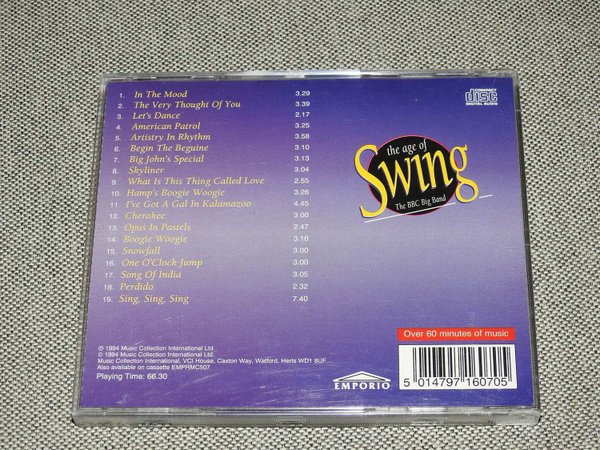 1. In The Mood 3.29
2. The Very Thought Of You 3.39
3. Let's Dance 2.17
4. American Patrol 3.25
5. Artistry In Rhythm 3.58
6. Begin The Beguine 3.10
7. Big John's Special 3.13
8. Skyliner 3.04
9. What Is This Thing Called Love 2.55
10. Hamp's Boogie Woogie 3.26
11. I've Got A Gal In Kalamazoo 4.45
12. Cherokee 3.00
13. Opus In Pastels 2.47
14. Boogie Woogie 3.16
15. Snowfall 3.00
16. One O'Clock Jump 3.00
17. Song Of India 3.05
18. Perdido 2.32
19. Sing, Sing, Sing 7.40
COMPACT
disc
DIGITAL AUDIO
the age of
Swing
The BBC Big Band
℗ 1994 Music Collection International Ltd.
© 1994 Music Collection International Ltd.
Music Collection International, VCI House, Caxton Way, Watford, Herts WD1 8UF
Also available on cassette EMPRMC507
Playing Time: 66.30
EMPORIO
Over 60 minutes of music
5 014797 160705